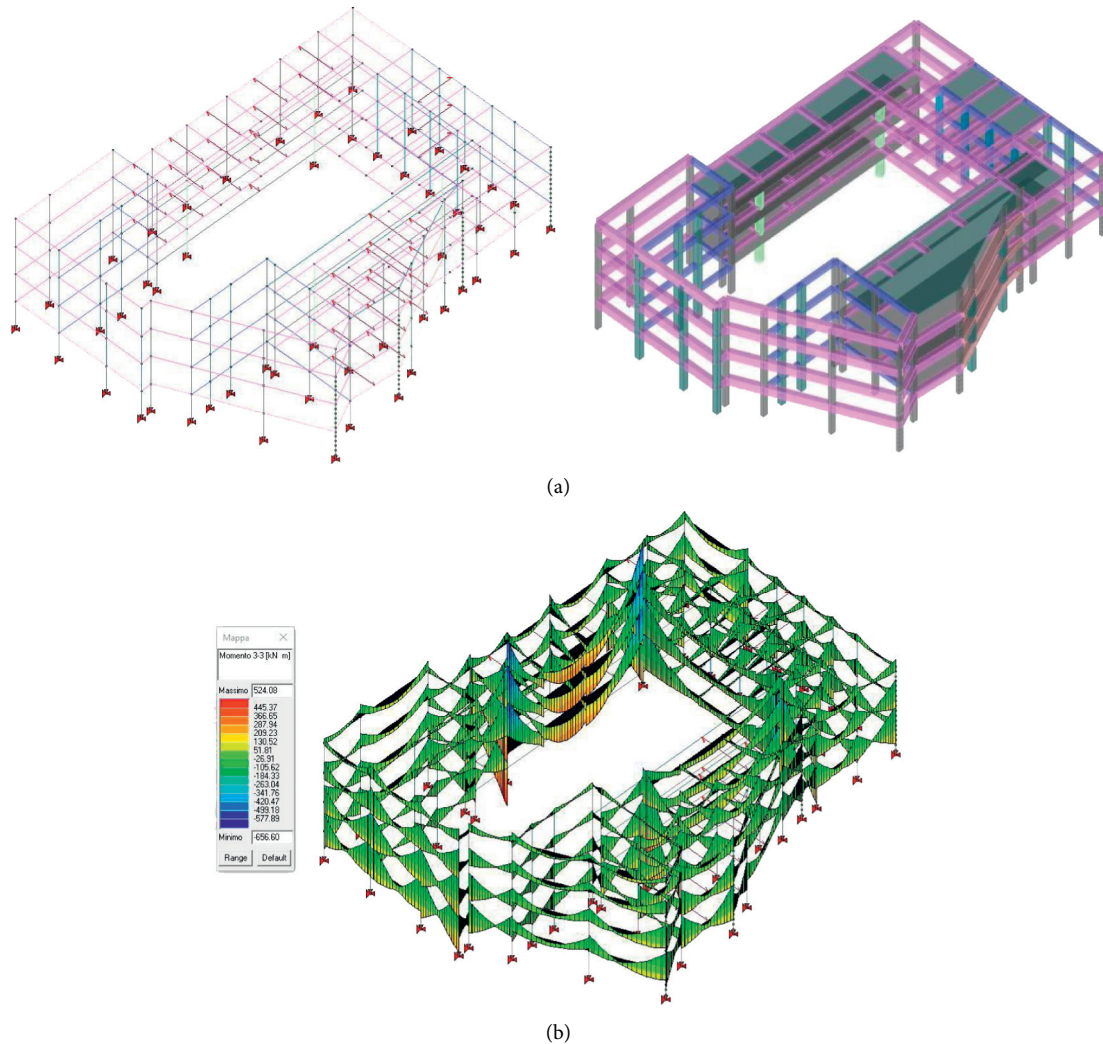 (a)
Mappa
Momento 3-3 [kN m]
Massimo 524.08
445.37
366.65
287.94
209.23
130.52
51.81
-26.91
-105.62
-184.33
-263.04
-341.76
-420.47
-499.18
-577.89
Minimo -656.60
Range Default
(b)